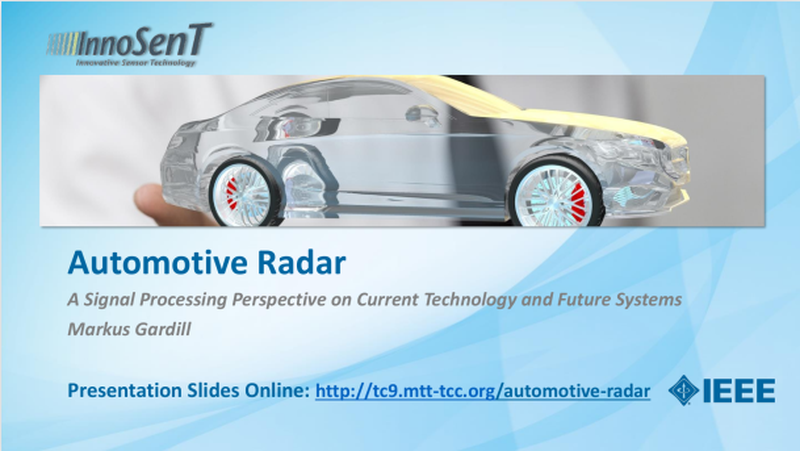 InnoSenT
Innovative Sensor Technology
Automotive Radar
A Signal Processing Perspective on Current Technology and Future Systems
Markus Gardill
Presentation Slides Online: http://tc9.mtt-tcc.org/automotive-radar
IEEE